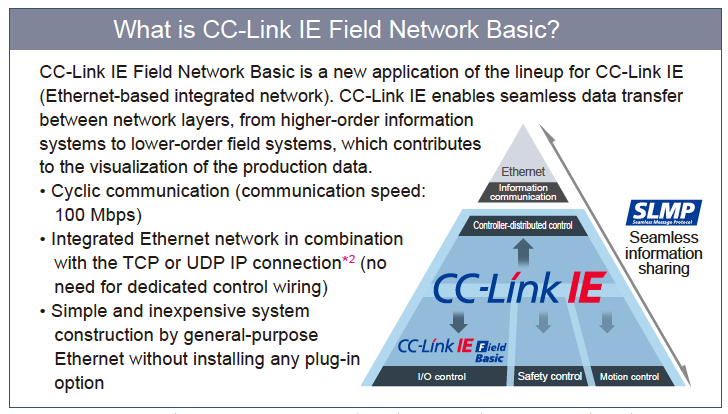 What is CC-Link IE Field Network Basic?
CC-Link IE Field Network Basic is a new application of the lineup for CC-Link IE
(Ethernet-based integrated network). CC-Link IE enables seamless data transfer
between network layers, from higher-order information
systems to lower-order field systems, which contributes
to the visualization of the production data.
• Cyclic communication (communication speed:
100 Mbps)
• Integrated Ethernet network in combination
with the TCP or UDP IP connection*2 (no
need for dedicated control wiring)
• Simple and inexpensive system
construction by general-purpose
Ethernet without installing any plug-in
option
Ethernet
Information
communication
Controller-distributed control
CC-Link IE
CC-Link IE Field
Basic
I/O control
Safety control
Motion control
SLMP
Seamless Message Protocol
Seamless
information
sharing